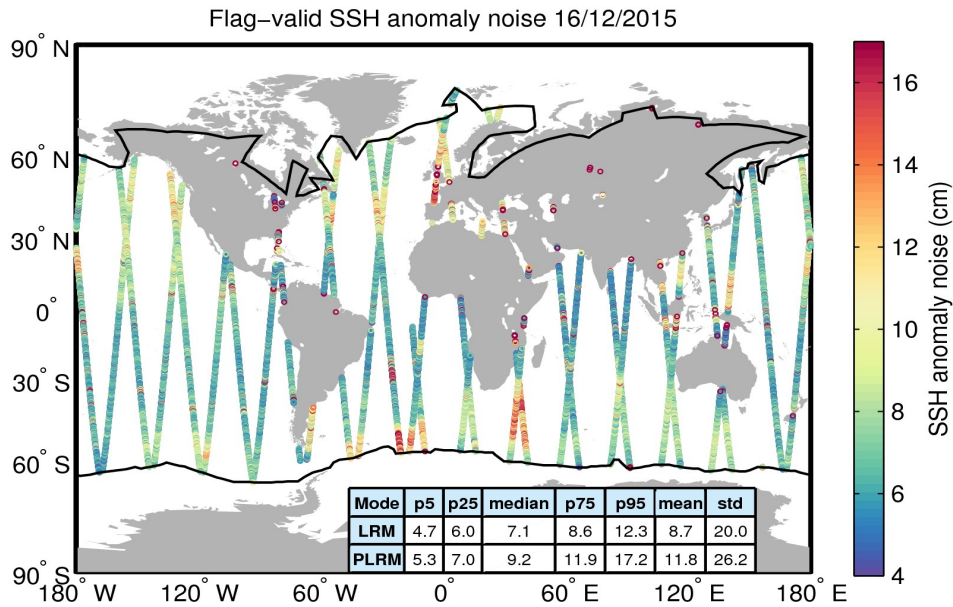 Flag−valid SSH anomaly noise 16/12/2015
90° N
60° N
30° N
0°
30° S
60° S
90° S
180° W
120° W
60° W
0°
60° E
120° E
180° E
Mode p5 p25 median p75 p95 mean std
LRM 4.7 6.0 7.1 8.6 12.3 8.7 20.0
PLRM 5.3 7.0 9.2 11.9 17.2 11.8 26.2
16
14
12
10
8
6
4
SSH anomaly noise (cm)